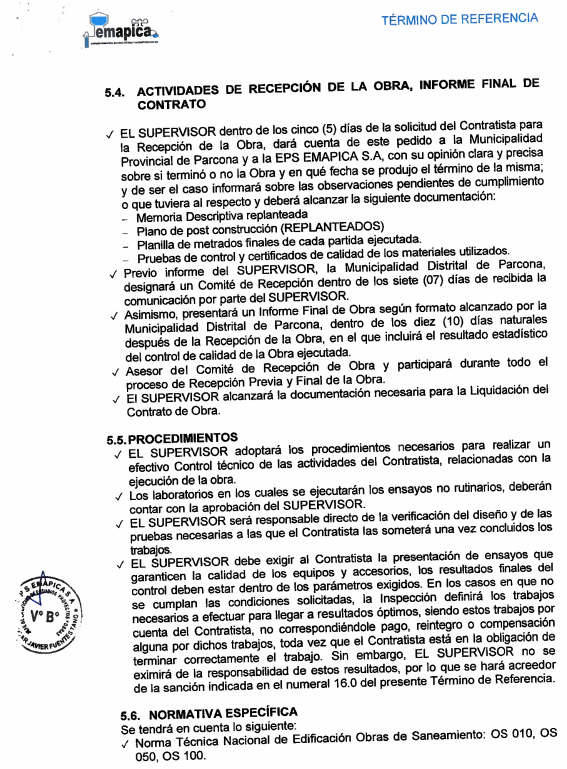 emapica
TÉRMINO DE REFERENCIA
5.4. ACTIVIDADES DE RECEPCIÓN DE LA OBRA, INFORME FINAL DE
CONTRATO
✓ EL SUPERVISOR dentro de los cinco (5) días de la solicitud del Contratista para
la Recepción de la Obra, dará cuenta de este pedido a la Municipalidad
Provincial de Parcona y a la EPS EMAPICA S.A, con su opinión clara y precisa
sobre si terminó o no la Obra y en qué fecha se produjo el término de la misma;
y de ser el caso informará sobre las observaciones pendientes de cumplimiento
o que tuviera al respecto y deberá alcanzar la siguiente documentación:
– Memoria Descriptiva replanteada
– Plano de post construcción (REPLANTEADOS)
– Planilla de metrados finales de cada partida ejecutada.
– Pruebas de control y certificados de calidad de los materiales utilizados.
✓ Previo informe del SUPERVISOR, la Municipalidad Distrital de Parcona,
designará un Comité de Recepción dentro de los siete (07) días de recibida la
comunicación por parte del SUPERVISOR.
✓ Asimismo, presentará un Informe Final de Obra según formato alcanzado por la
Municipalidad Distrital de Parcona, dentro de los diez (10) días naturales
después de la Recepción de la Obra, en el que incluirá el resultado estadístico
del control de calidad de la Obra ejecutada.
✓ Asesor del Comité de Recepción de Obra y participará durante todo el
proceso de Recepción Previa y Final de la Obra.
✓ El SUPERVISOR alcanzará la documentación necesaria para la Liquidación del
Contrato de Obra.
5.5. PROCEDIMIENTOS
✓ EL SUPERVISOR adoptará los procedimientos necesarios para realizar un
efectivo Control técnico de las actividades del Contratista, relacionadas con la
ejecución de la obra.
✓ Los laboratorios en los cuales se ejecutarán los ensayos no rutinarios, deberán
contar con la aprobación del SUPERVISOR.
✓ EL SUPERVISOR será responsable directo de la verificación del diseño y de las
pruebas necesarias a las que el Contratista las someterá una vez concluidos los
trabajos.
✓ EL SUPERVISOR debe exigir al Contratista la presentación de ensayos que
garanticen la calidad de los equipos y accesorios, los resultados finales del
control deben estar dentro de los parámetros exigidos. En los casos en que no
se cumplan las condiciones solicitadas, la Inspección definirá los trabajos
necesarios a efectuar para llegar a resultados óptimos, siendo estos trabajos por
cuenta del Contratista, no correspondiéndole pago, reintegro o compensación
alguna por dichos trabajos, toda vez que el Contratista está en la obligación de
terminar correctamente el trabajo. Sin embargo, EL SUPERVISOR no se
eximirá de la responsabilidad de estos resultados, por lo que se hará acreedor
de la sanción indicada en el numeral 16.0 del presente Término de Referencia.
EMAPICA S.A.
V° B°
JAVIER FUENTES
5.6. NORMATIVA ESPECÍFICA
Se tendrá en cuenta lo siguiente:
✓ Norma Técnica Nacional de Edificación Obras de Saneamiento: OS 010, OS
050, OS 100.